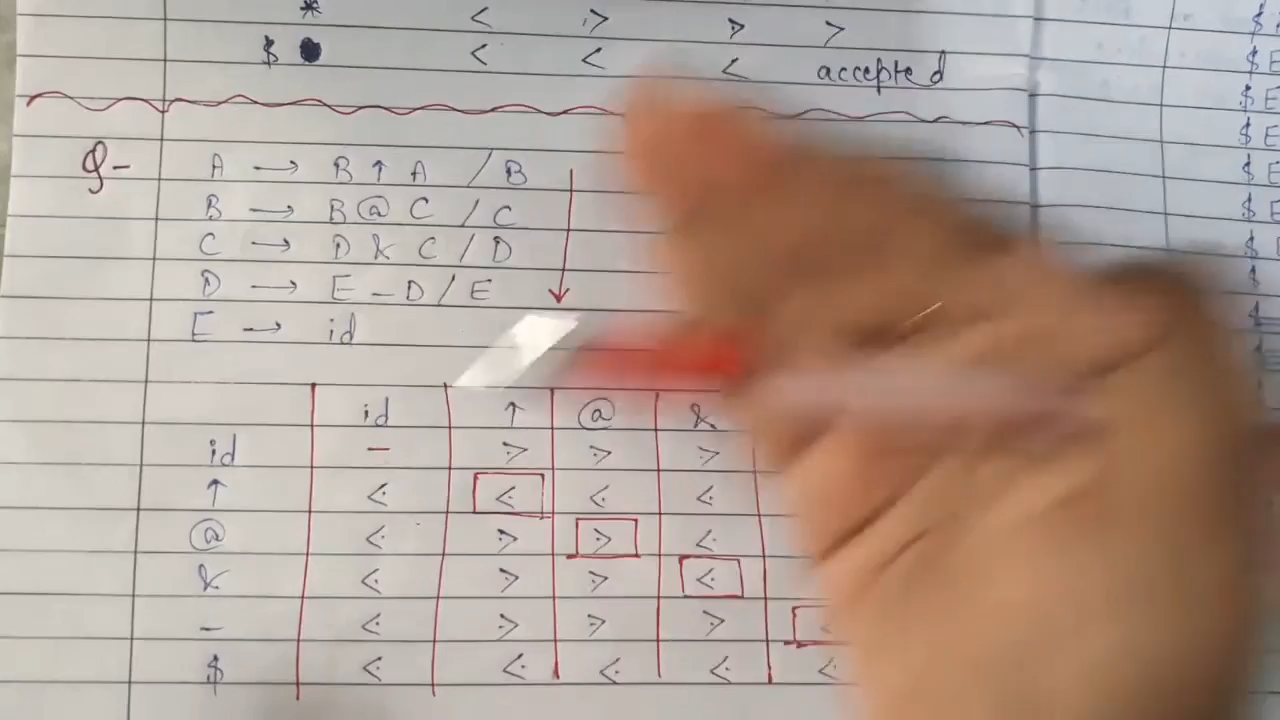 * <· ·> ·> ·>
$ <· <· <· accepted
Q- A → B ↑ A / B
B → B @ C / C
C → D & C / D
D → E - D / E
E → id
id ↑ @ &
id - ·> ·> ·>
↑ <· <· <· <·
@ <· ·> ·> <·
& <· ·> ·> <·
- <· ·> ·> ·> <·
$ <· <· <· <· <·
$
$ E
$ E
$ E
$ E
$ E
$
$
$